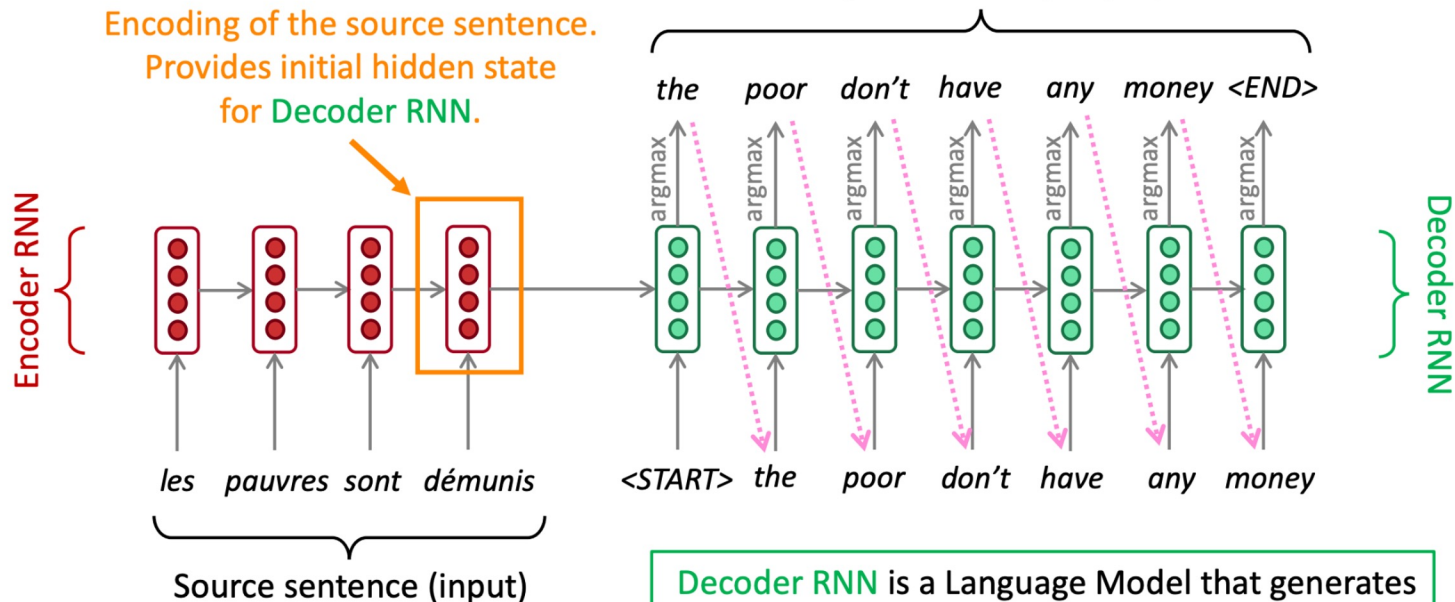 Encoding of the source sentence.
Provides initial hidden state
for Decoder RNN.
the poor don't have any money <END>
argmax argmax argmax argmax argmax argmax argmax
Encoder RNN
Decoder RNN
les pauvres sont démunis
<START> the poor don't have any money
Source sentence (input)
Decoder RNN is a Language Model that generates